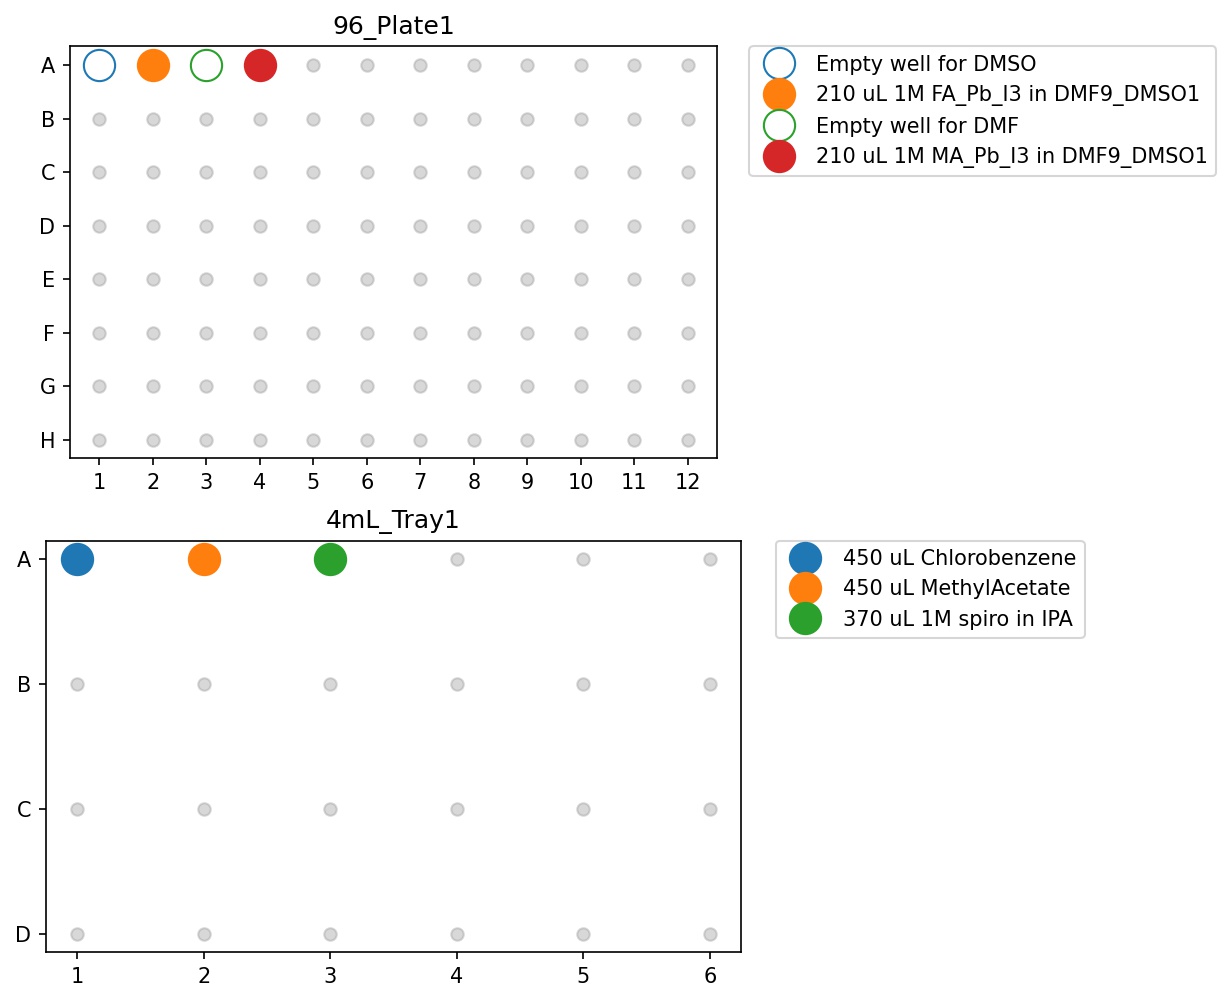 96_Plate1
A
B
C
D
E
F
G
H
1 2 3 4 5 6 7 8 9 10 11 12
Empty well for DMSO
210 uL 1M FA_Pb_I3 in DMF9_DMSO1
Empty well for DMF
210 uL 1M MA_Pb_I3 in DMF9_DMSO1
4mL_Tray1
A
B
C
D
1 2 3 4 5 6
450 uL Chlorobenzene
450 uL MethylAcetate
370 uL 1M spiro in IPA